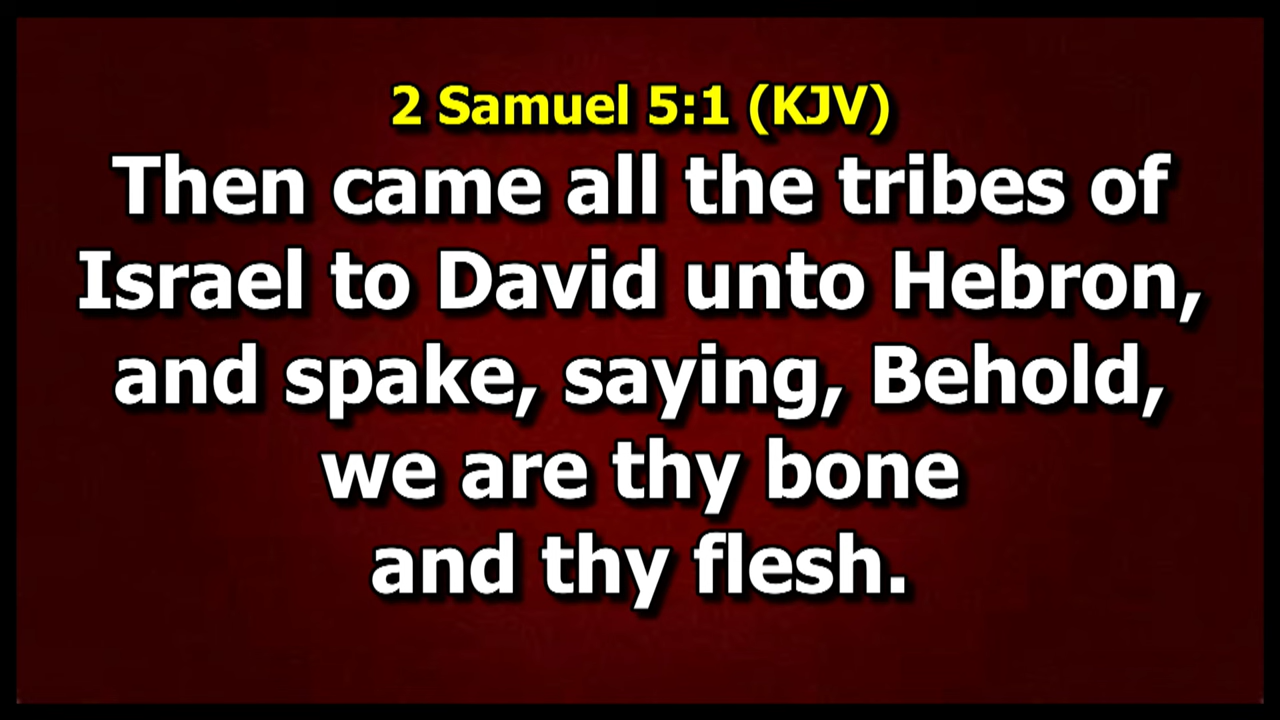 2 Samuel 5:1 (KJV)
Then came all the tribes of
Israel to David unto Hebron,
and spake, saying, Behold,
we are thy bone
and thy flesh.